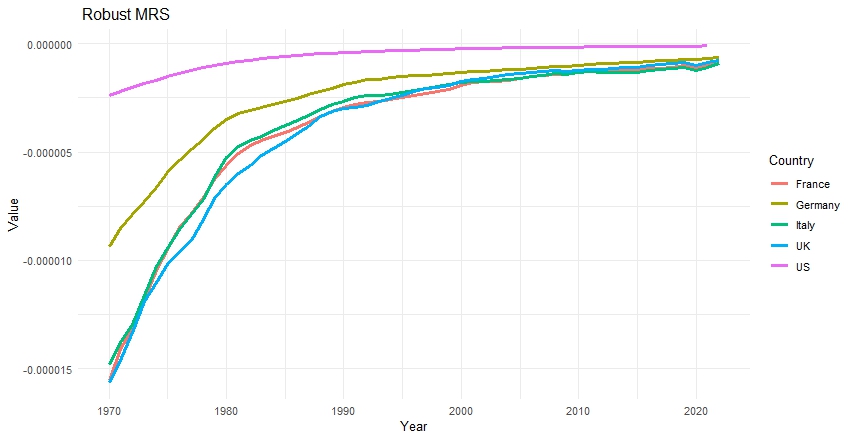 Robust MRS
0.000000
-0.000005
-0.000010
-0.000015
Value
1970 1980 1990 2000 2010 2020
Year
Country
France
Germany
Italy
UK
US